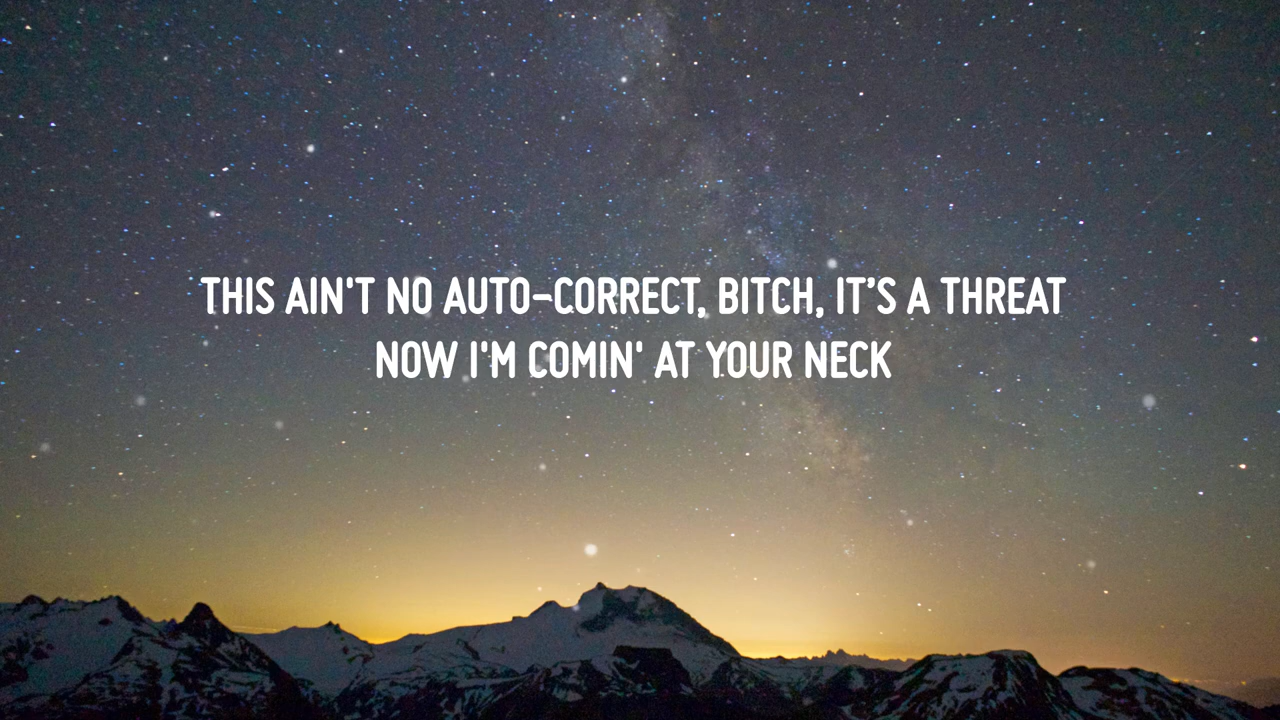 THIS AIN'T NO AUTO-CORRECT, BITCH, IT’S A THREAT
NOW I'M COMIN' AT YOUR NECK